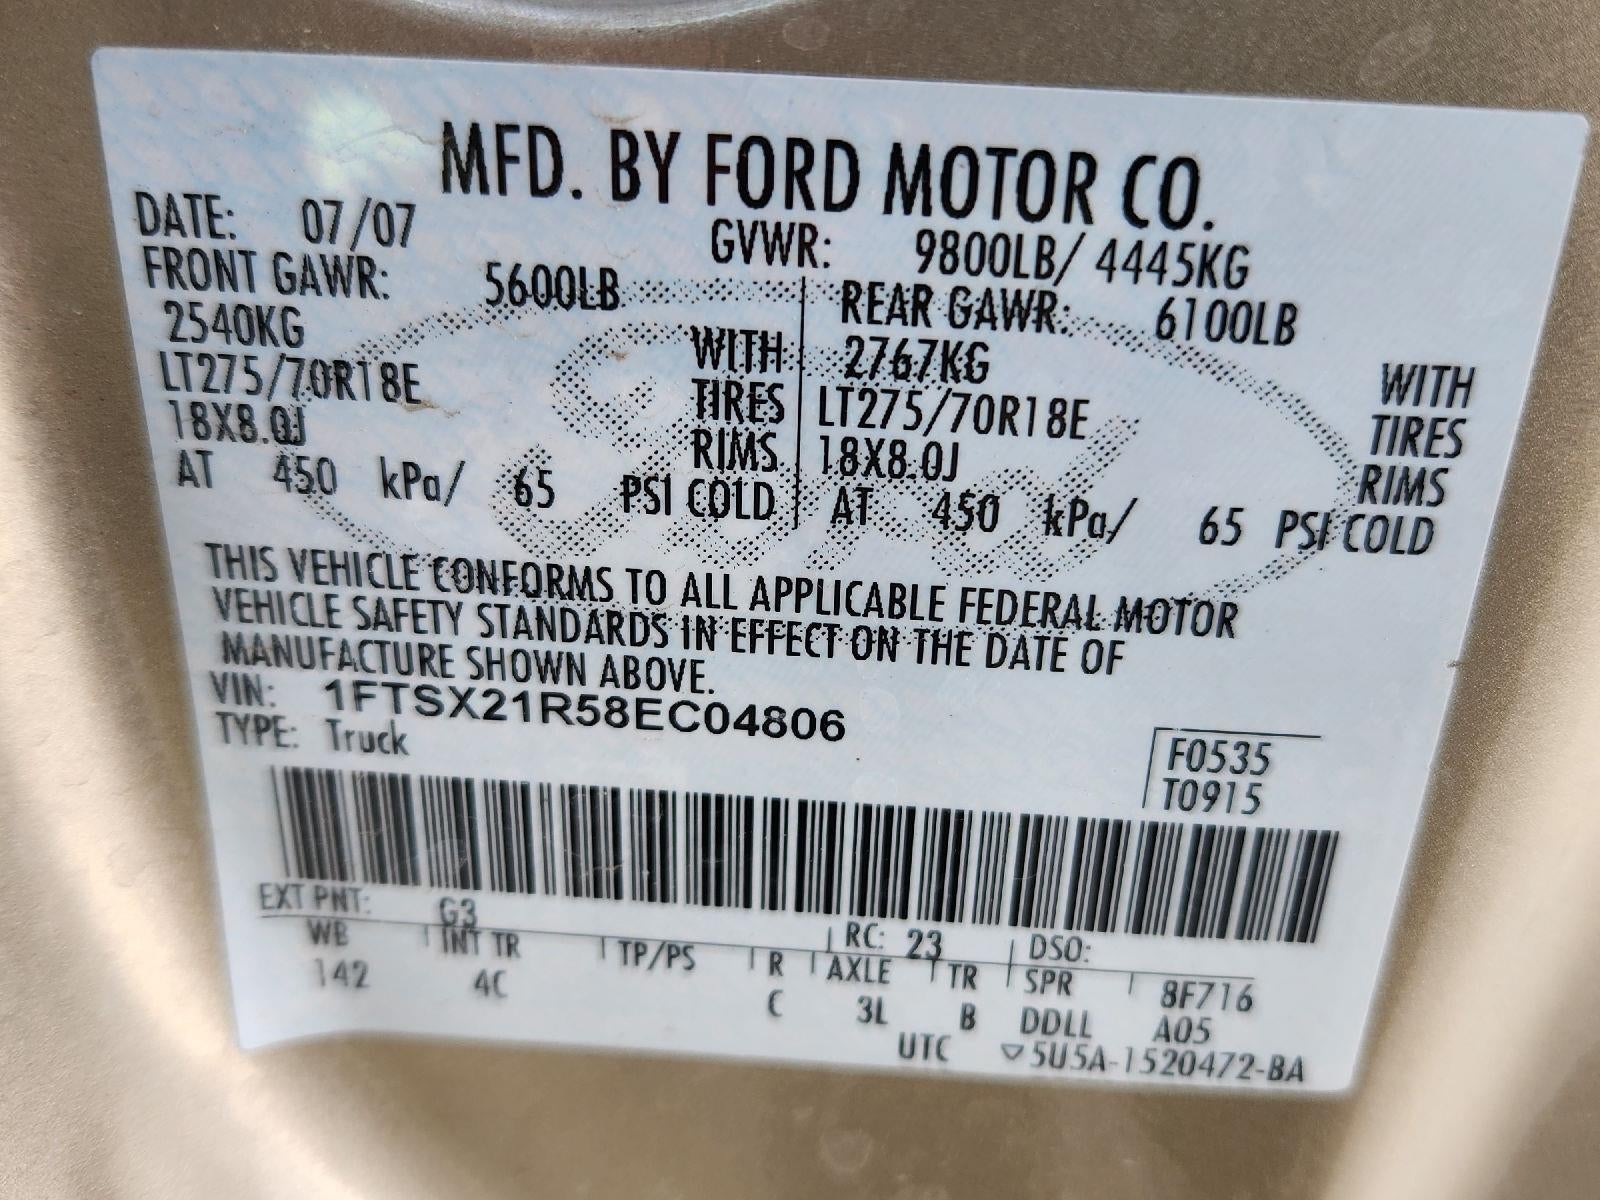 MFD. BY FORD MOTOR CO.
DATE: 07/07 GVWR: 9800LB/ 4445KG
FRONT GAWR: 5600LB REAR GAWR: 6100LB
2540KG WITH 2767KG WITH
LT275/70R18E TIRES LT275/70R18E TIRES
18X8.0J RIMS 18X8.0J RIMS
AT 450 kPa/ 65 PSI COLD AT 450 kPa/ 65 PSI COLD
THIS VEHICLE CONFORMS TO ALL APPLICABLE FEDERAL MOTOR
VEHICLE SAFETY STANDARDS IN EFFECT ON THE DATE OF
MANUFACTURE SHOWN ABOVE.
VIN: 1FTSX21R58EC04806
TYPE: Truck
F0535
T0915
EXT PNT: G3 RC: 23 DSO:
WB INT TR TP/PS R AXLE TR SPR 8F716
142 4C C 3L B DDLL A05
UTC ▽5U5A-1520472-BA
Ford